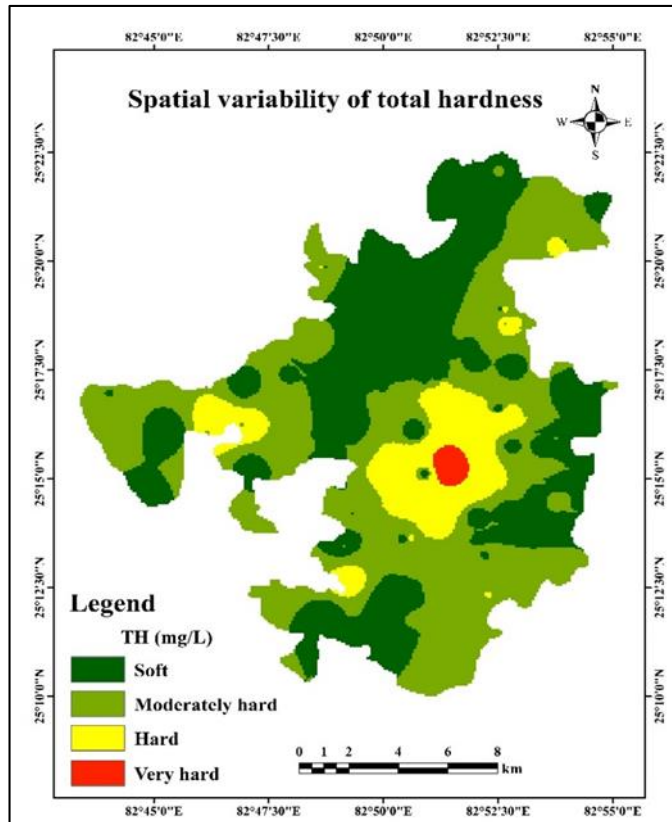 82°45'0"E 82°47'30"E 82°50'0"E 82°52'30"E 82°55'0"E
Spatial variability of total hardness
N
W E
S
25°22'30"N 25°22'30"N
25°20'0"N 25°20'0"N
25°17'30"N 25°17'30"N
25°15'0"N 25°15'0"N
25°12'30"N 25°12'30"N
25°10'0"N 25°10'0"N
Legend
TH (mg/L)
Soft
Moderately hard
Hard
Very hard
0 1 2 4 6 8
km
82°45'0"E 82°47'30"E 82°50'0"E 82°52'30"E 82°55'0"E